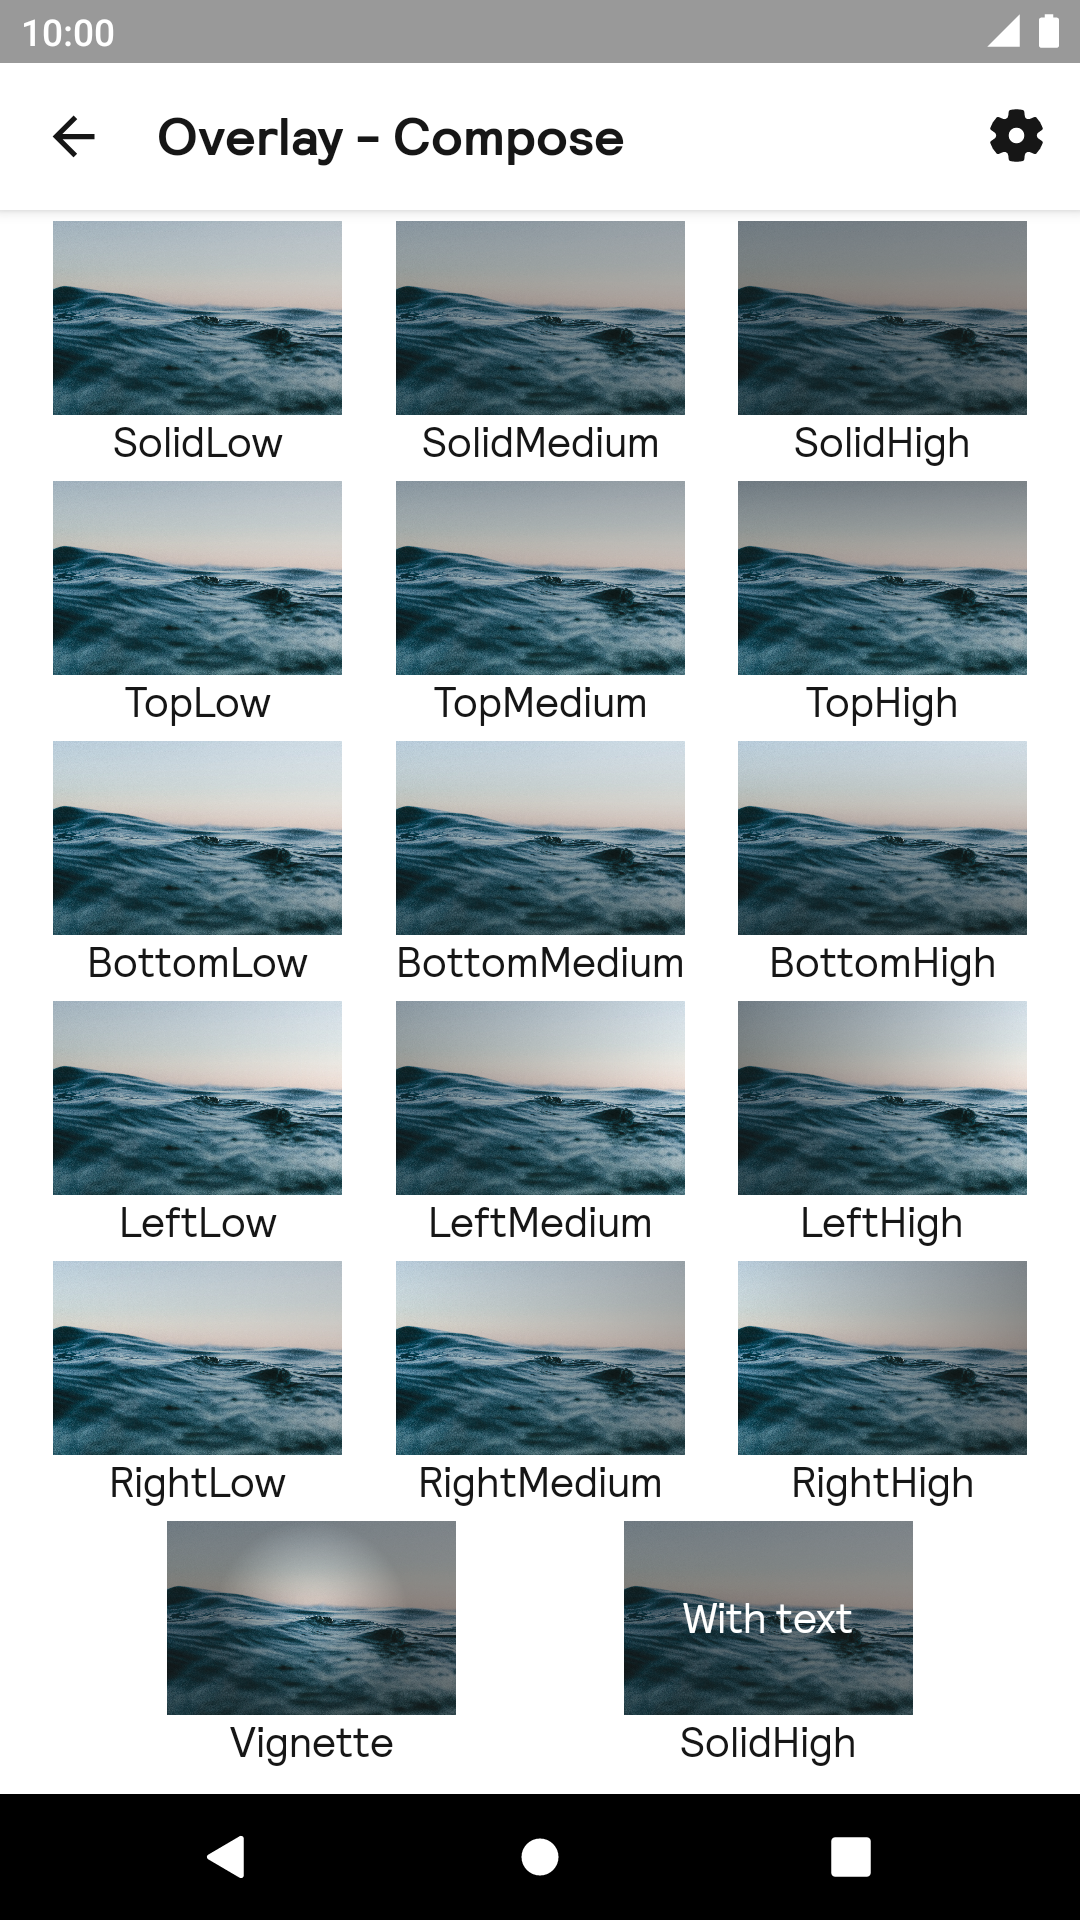 10:00
Overlay - Compose
SolidLow SolidMedium SolidHigh
TopLow TopMedium TopHigh
BottomLow BottomMedium BottomHigh
LeftLow LeftMedium LeftHigh
RightLow RightMedium RightHigh
With text
Vignette SolidHigh